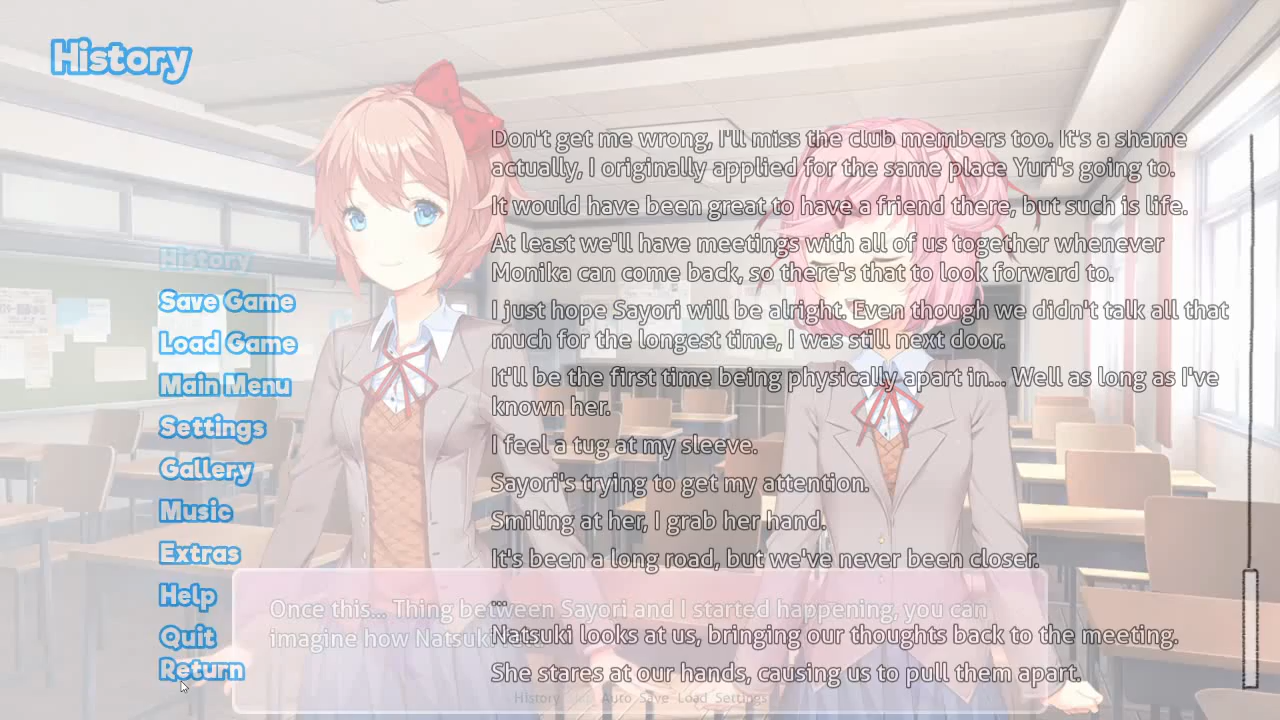 History
Don't get me wrong, I'll miss the club members too. It's a shame
actually, I originally applied for the same place Yuri's going to.
It would have been great to have a friend there, but such is life.
At least we'll have meetings with all of us together whenever
Monika can come back, so there's that to look forward to.
I just hope Sayori will be alright. Even though we didn't talk all that
much for the longest time, I was still next door.
It'll be the first time being physically apart in... Well as long as I've
known her.
I feel a tug at my sleeve.
Sayori's trying to get my attention.
Smiling at her, I grab her hand.
It's been a long road, but we've never been closer.
...
Natsuki looks at us, bringing our thoughts back to the meeting.
She stares at our hands, causing us to pull them apart.
History
Save Game
Load Game
Main Menu
Settings
Gallery
Music
Extras
Help
Quit
Return
Once this... Thing between Sayori and I started happening, you can
imagine how Natsuki
History Auto Save Load Settings